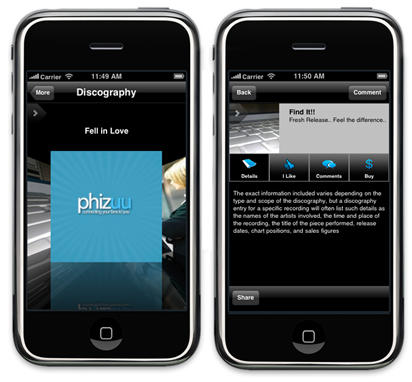 Carrier
11:49 AM
More
Discography
Fell in Love
phizuu
connecting your fans to you
Carrier
11:50 AM
Back
Comment
Find It!!
Fresh Release.. Feel the difference..
Details
I Like
Comments
$
Buy
The exact information included varies depending on the
type and scope of the discography, but a discography
entry for a specific recording will often list such details as
the names of the artists involved, the time and place of
the recording, the title of the piece performed, release
dates, chart positions, and sales figures
Share